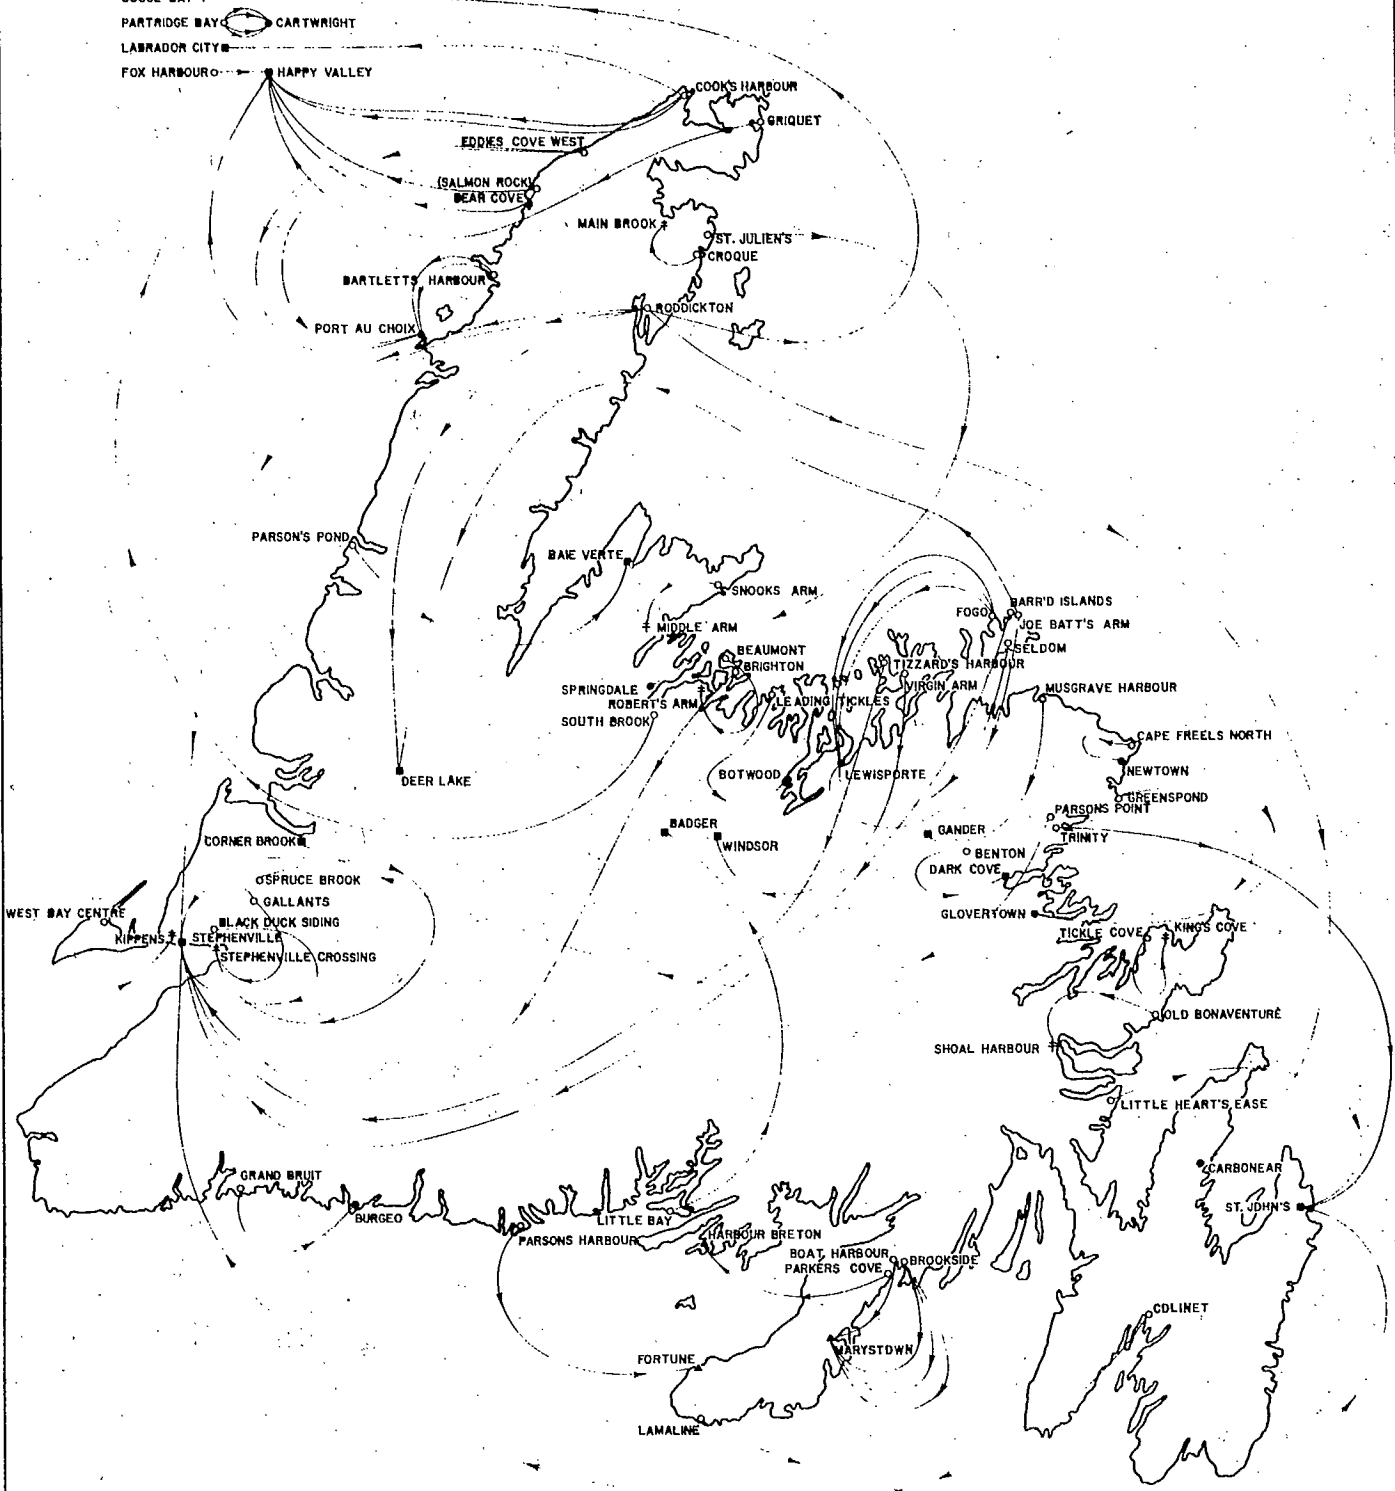 PARTRIDGE BAY CARTWRIGHT
LABRADOR CITY
FOX HARBOUR HAPPY VALLEY
COOK'S HARBOUR
GRIQUET
EDDIES COVE WEST
(SALMON ROCK)
BEAR COVE
MAIN BROOK
ST. JULIEN'S
CROQUE
BARTLETTS HARBOUR
RODDICKTON
PORT AU CHOIX
PARSON'S POND
BAIE VERTE
SNOOKS ARM
BARR'D ISLANDS
FOGO
JOE BATT'S ARM
MIDDLE ARM
SELDOM
BEAUMONT
BRIGHTON
TIZZARD'S HARBOUR
VIRGIN ARM
SPRINGDALE
MUSGRAVE HARBOUR
ROBERT'S ARM
LEADING TICKLES
SOUTH BROOK
CAPE FREELS NORTH
DEER LAKE
BOTWOOD
LEWISPORTE
NEWTOWN
GREENSPOND
PARSONS POINT
BADGER
GANDER
TRINITY
CORNER BROOK
WINDSOR
BENTON
DARK COVE
SPRUCE BROOK
GALLANTS
WEST BAY CENTRE
GLOVERTOWN
BLACK DUCK SIDING
KIPPENS
STEPHENVILLE
TICKLE COVE
KING'S COVE
STEPHENVILLE CROSSING
OLD BONAVENTURE
SHOAL HARBOUR
LITTLE HEART'S EASE
CARBONEAR
GRAND BRUIT
ST. JOHN'S
BURGEO
LITTLE BAY
PARSONS HARBOUR
HARBOUR BRETON
BOAT HARBOUR
PARKERS COVE
BROOKSIDE
COLINET
MARYSTOWN
FORTUNE
LAMALINE